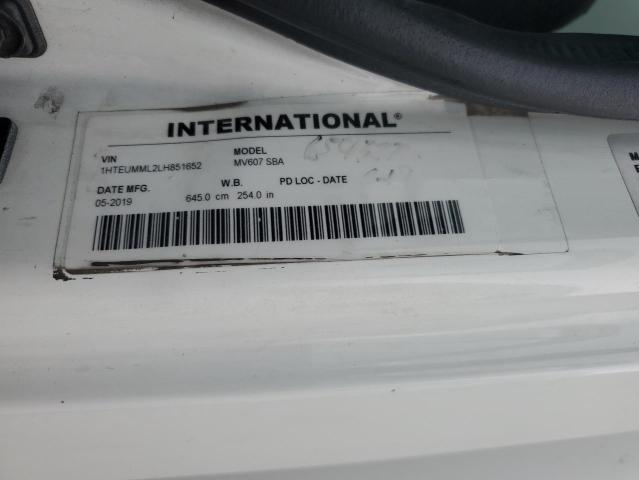 INTERNATIONAL®
VIN MODEL
1HTEUMML2LH851652 MV607 SBA
DATE MFG. W.B. PD LOC - DATE
05-2019 645.0 cm 254.0 in